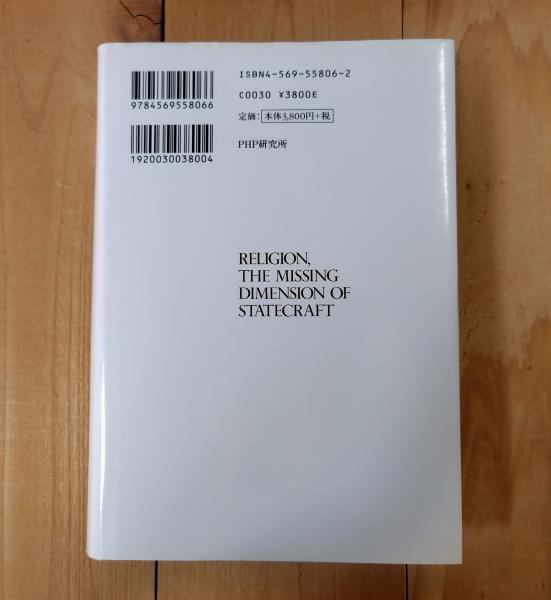 ISBN4-569-55806-2
9784569558066
C0030 ¥3800E
定価：本体3,800円+税
1920030038004
PHP研究所
RELIGION,
THE MISSING
DIMENSION OF
STATECRAFT